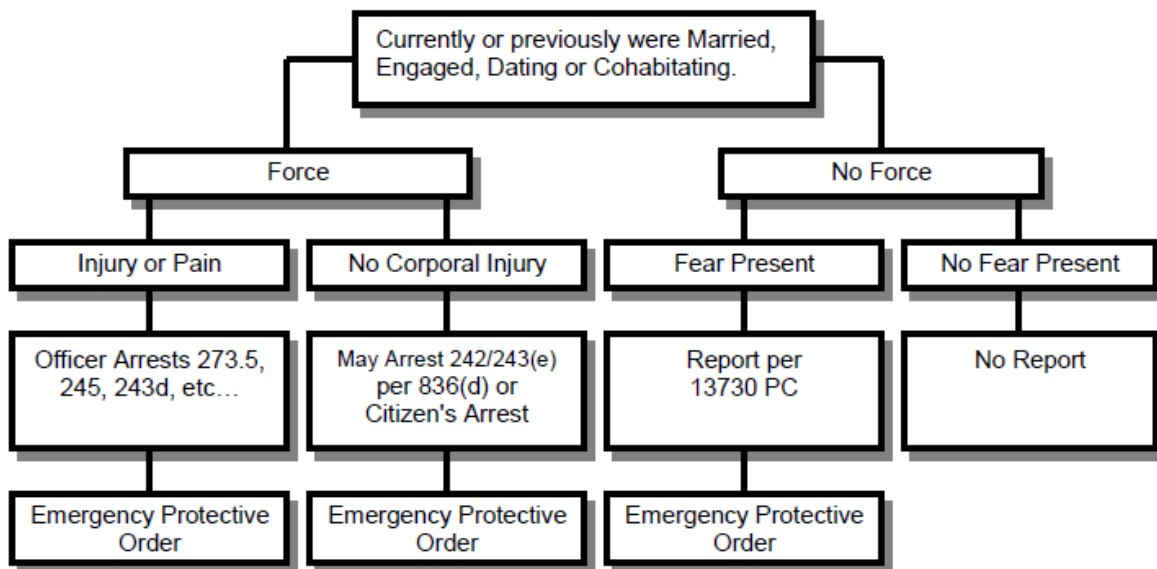 Currently or previously were Married,
Engaged, Dating or Cohabitating.
Force
No Force
Injury or Pain
No Corporal Injury
Fear Present
No Fear Present
Officer Arrests 273.5,
245, 243d, etc…
May Arrest 242/243(e)
per 836(d) or
Citizen's Arrest
Report per
13730 PC
No Report
Emergency Protective
Order
Emergency Protective
Order
Emergency Protective
Order